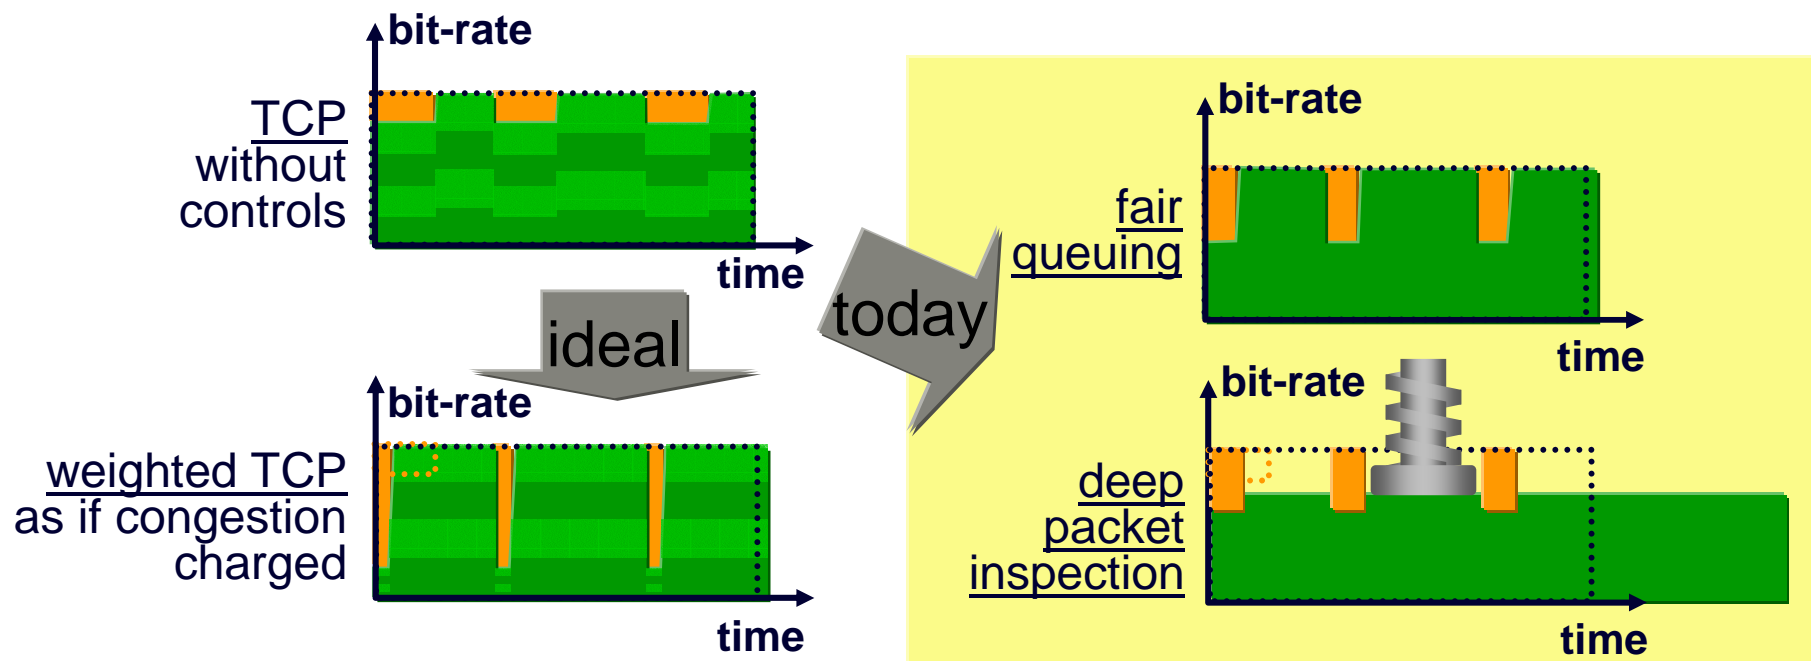 bit-rate
TCP
without
controls
time
ideal
today
bit-rate
fair
queuing
time
bit-rate
weighted TCP
as if congestion
charged
time
bit-rate
deep
packet
inspection
time